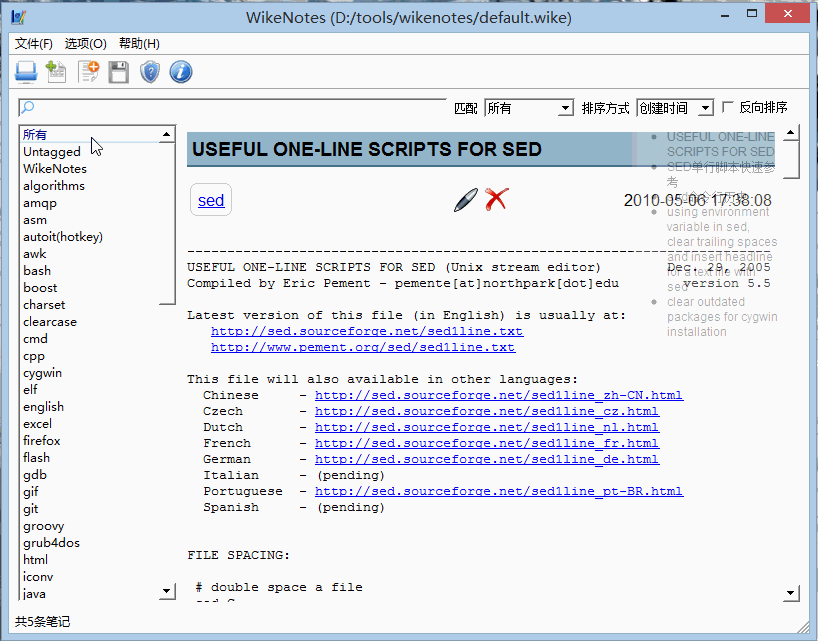 WikeNotes (D:/tools/wikenotes/default.wike)
文件(F) 选项(O) 帮助(H)
匹配 所有 排序方式 创建时间 反向排序
所有
Untagged
WikeNotes
algorithms
amqp
asm
autoit(hotkey)
awk
bash
boost
charset
clearcase
cmd
cpp
cygwin
elf
english
excel
firefox
flash
gdb
gif
git
groovy
grub4dos
html
iconv
java
USEFUL ONE-LINE SCRIPTS FOR SED
sed
2010-05-06 17:38:08
USEFUL ONE-LINE
SCRIPTS FOR SED
SED单行脚本快速参
考
using environment
variable in sed,
clear trailing spaces
and insert headline
for a text file with
sed
clear outdated
packages for cygwin
installation
-------------------------------------------------------------------------
USEFUL ONE-LINE SCRIPTS FOR SED (Unix stream editor) Dec. 29, 2005
Compiled by Eric Pement - pemente[at]northpark[dot]edu version 5.5
Latest version of this file (in English) is usually at:
http://sed.sourceforge.net/sed1line.txt
http://www.pement.org/sed/sed1line.txt
This file will also available in other languages:
Chinese - http://sed.sourceforge.net/sed1line_zh-CN.html
Czech - http://sed.sourceforge.net/sed1line_cz.html
Dutch - http://sed.sourceforge.net/sed1line_nl.html
French - http://sed.sourceforge.net/sed1line_fr.html
German - http://sed.sourceforge.net/sed1line_de.html
Italian - (pending)
Portuguese - http://sed.sourceforge.net/sed1line_pt-BR.html
Spanish - (pending)
FILE SPACING:
# double space a file
sed G
共5条笔记